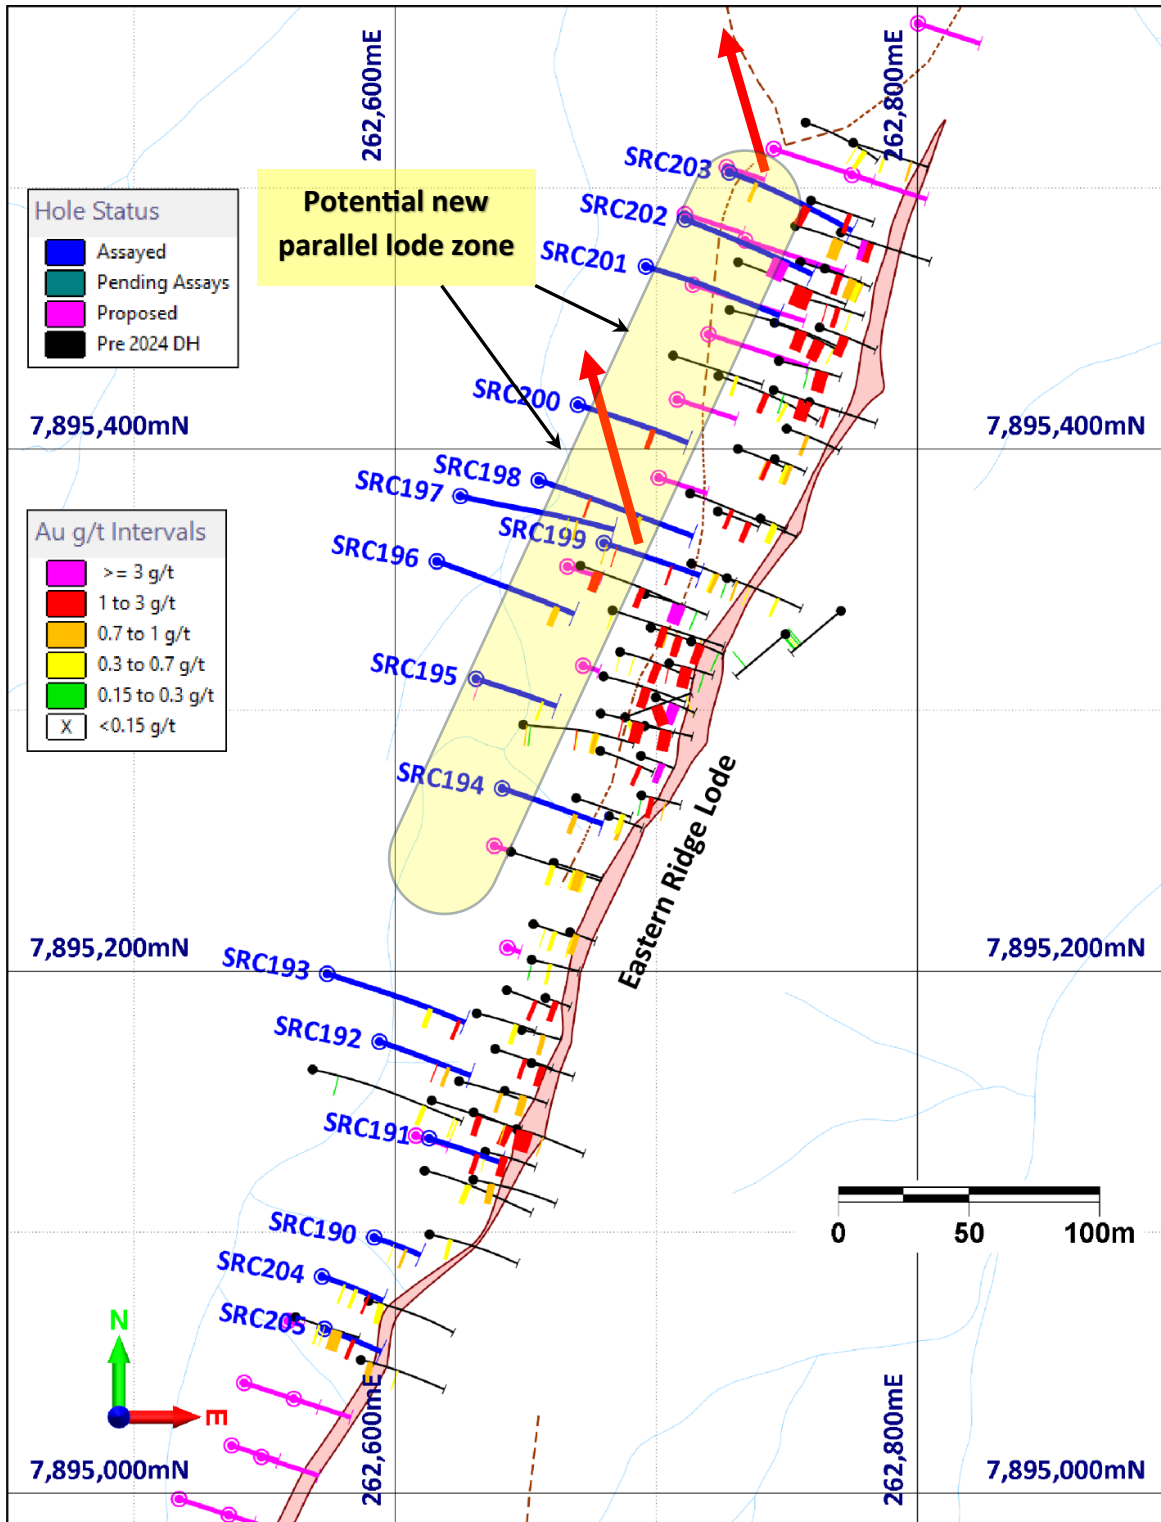 262,600mE
262,800mE
SRC203
Potential new
parallel lode zone
SRC202
SRC201
Hole Status
Assayed
Pending Assays
Proposed
Pre 2024 DH
SRC200
7,895,400mN
7,895,400mN
SRC198
SRC197
SRC199
SRC196
Au g/t Intervals
>= 3 g/t
1 to 3 g/t
0.7 to 1 g/t
0.3 to 0.7 g/t
0.15 to 0.3 g/t
X <0.15 g/t
SRC195
SRC194
Eastern Ridge Lode
7,895,200mN
7,895,200mN
SRC193
SRC192
SRC191
0 50 100m
SRC190
SRC204
SRC205
N
E
262,600mE
262,800mE
7,895,000mN
7,895,000mN